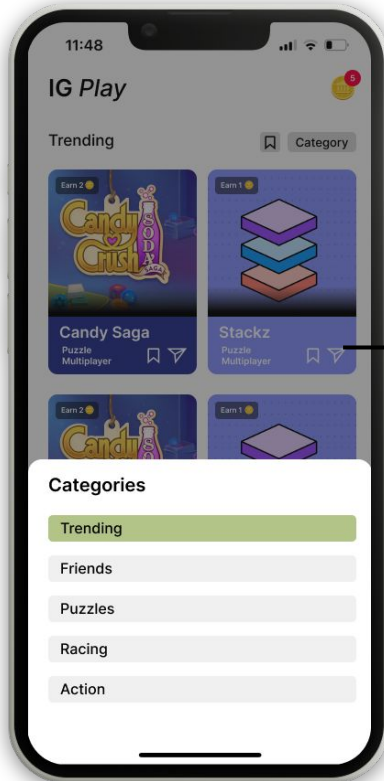 11:48
IG Play
5
Trending
Category
Earn 2
Candy
Crush
SODA
SAGA
Earn 1
Candy Saga
Puzzle
Multiplayer
Stackz
Puzzle
Multiplayer
Earn 2
Candy
Earn 1
Categories
Trending
Friends
Puzzles
Racing
Action